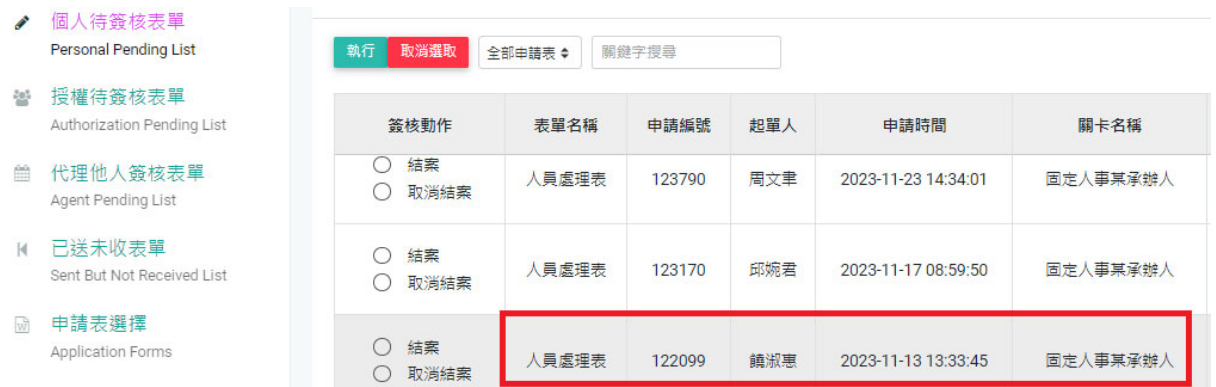 個人待簽核表單
Personal Pending List
授權待簽核表單
Authorization Pending List
代理他人簽核表單
Agent Pending List
已送未收表單
Sent But Not Received List
申請表選擇
Application Forms
執行 取消選取 全部申請表 關鍵字搜尋
簽核動作 表單名稱 申請編號 起單人 申請時間 關卡名稱
結案
取消結案
人員處理表 123790 周文聿 2023-11-23 14:34:01 固定人事某承辦人
結案
取消結案
人員處理表 123170 邱婉君 2023-11-17 08:59:50 固定人事某承辦人
結案
取消結案
人員處理表 122099 饒淑惠 2023-11-13 13:33:45 固定人事某承辦人